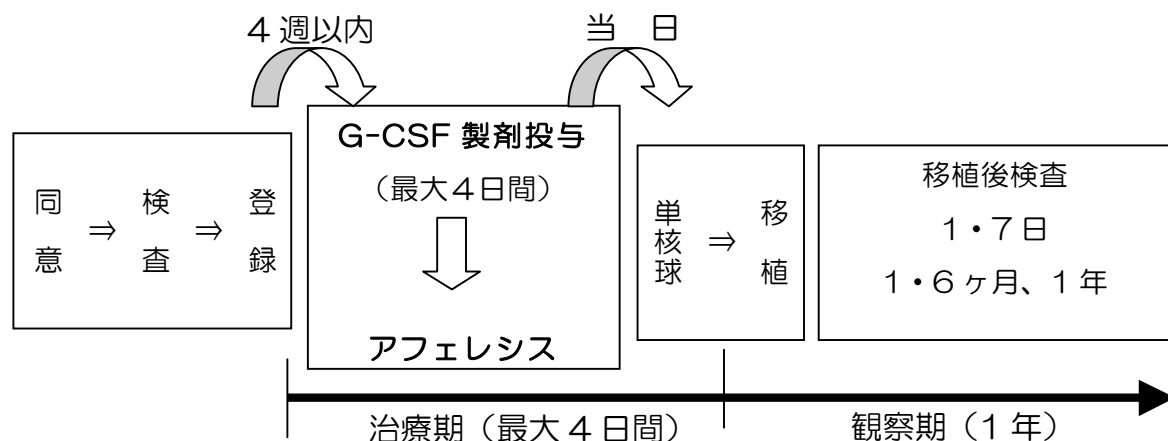 ４週以内
当　日
同意 ⇒ 検査 ⇒ 登録
G-CSF 製剤投与
（最大４日間）
アフェレシス
単核球 ⇒ 移植
移植後検査
１・７日
１・６ヶ月、１年
治療期（最大４日間）
観察期（１年）